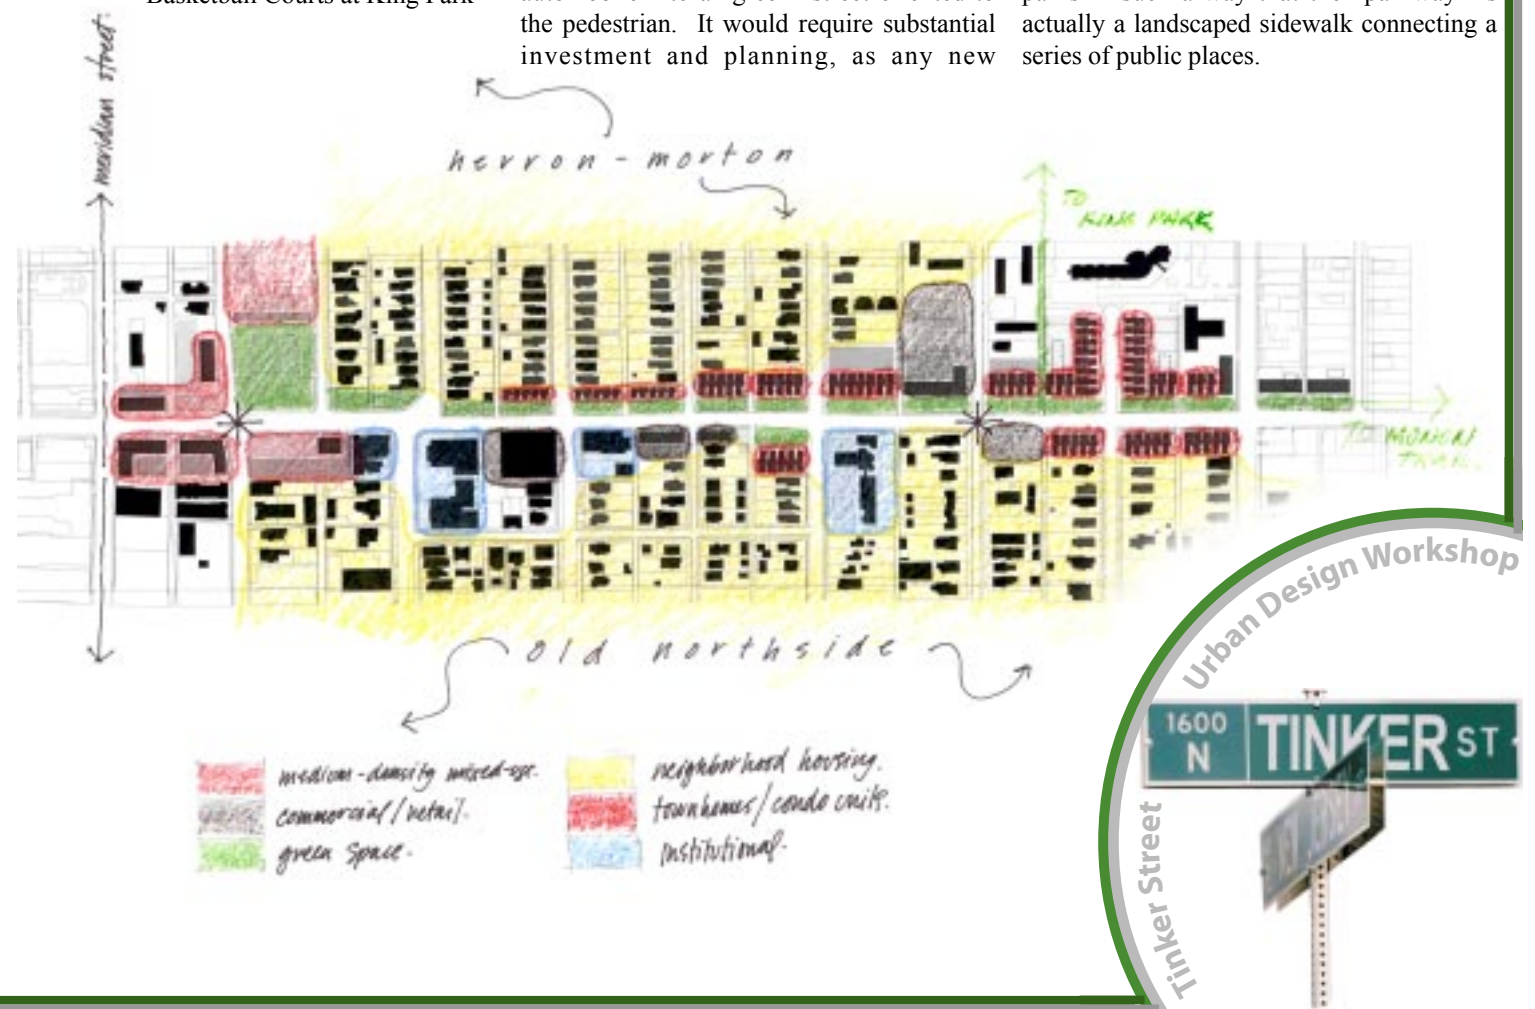 Basketball Courts at King Park
the pedestrian. It would require substantial
investment and planning, as any new
actually a landscaped sidewalk connecting a
series of public places.
meridian street.
herron-morton
TO
KING PARK
TO MONON
TRAIL.
old northside
medium-density mixed-use.
commercial/retail.
green space.
neighborhood housing.
townhomes/condo units.
institutional.
Urban Design Workshop
Tinker Street
1600
N
TINKER ST